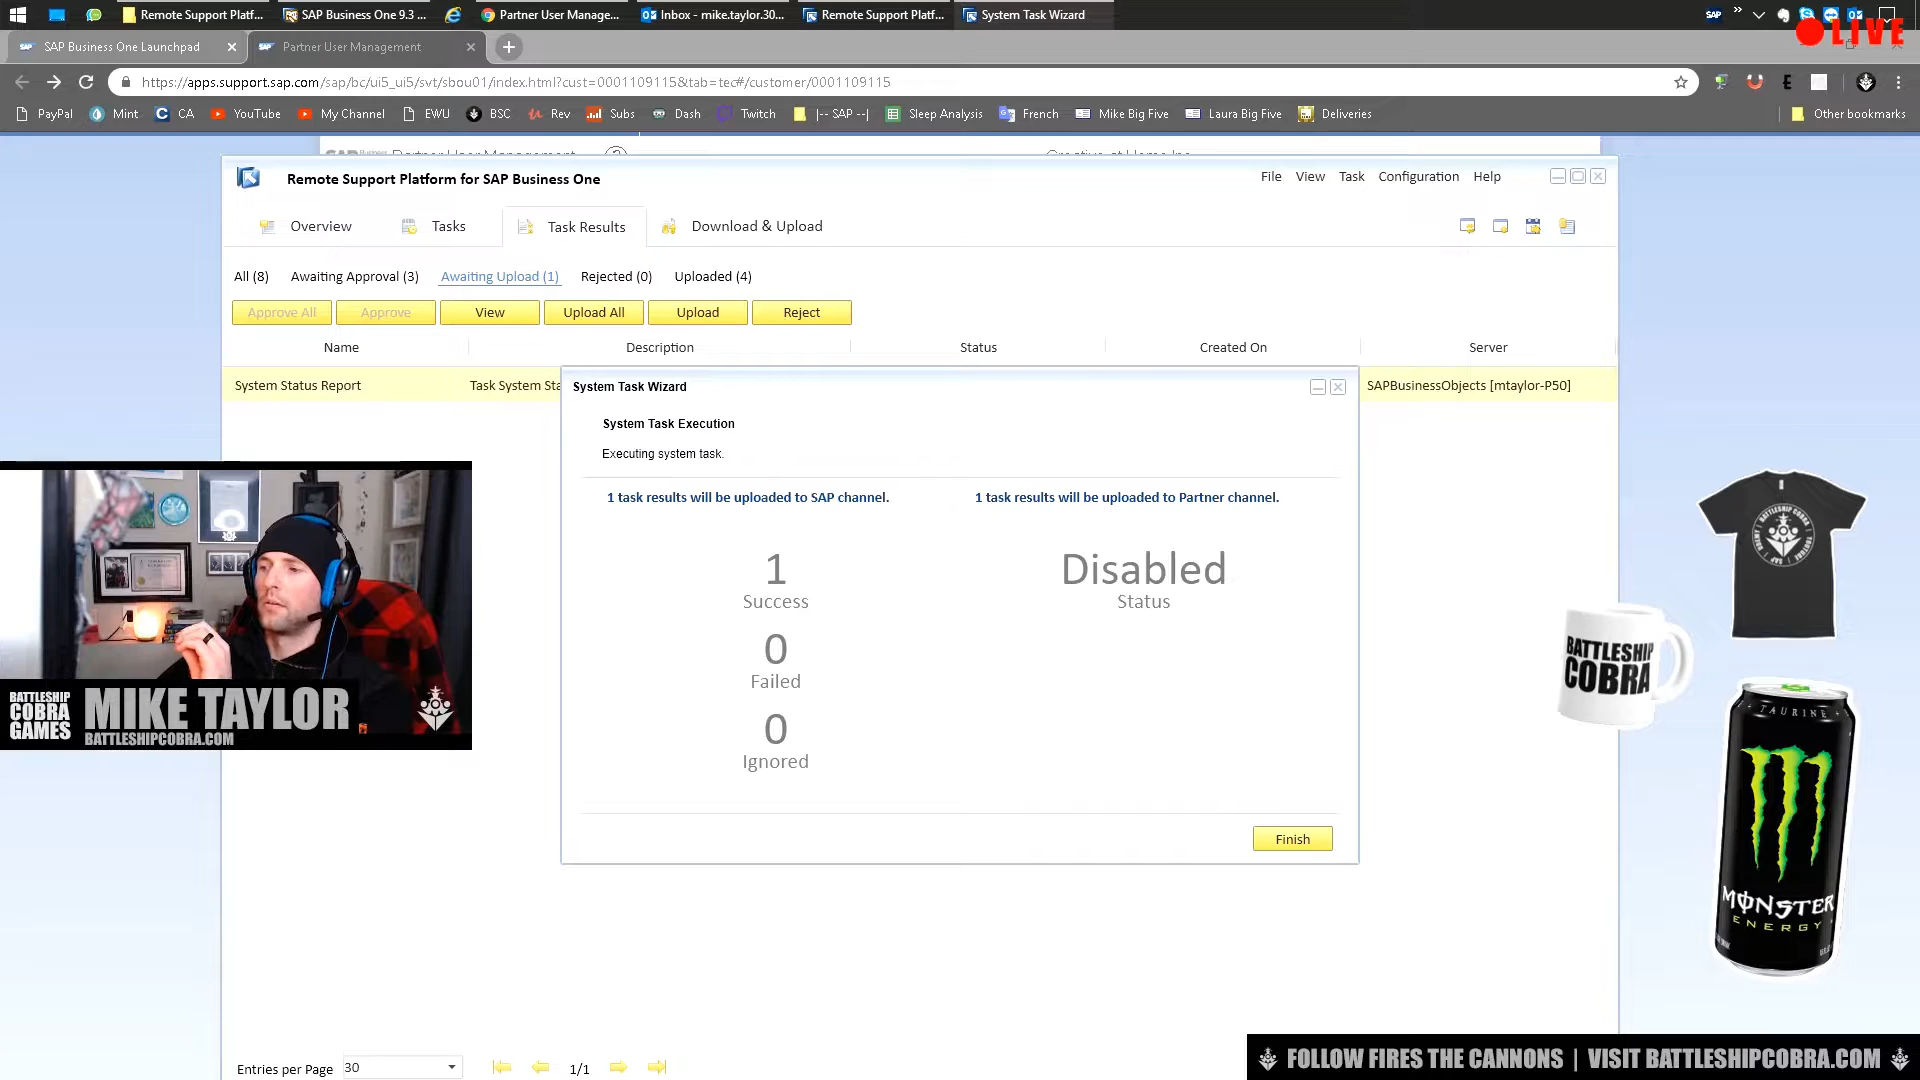 Remote Support Platf...
SAP Business One 9.3 ...
Partner User Manage...
Inbox - mike.taylor.30...
Remote Support Platf...
System Task Wizard
SAP
LIVE
SAP Business One Launchpad
Partner User Management
https://apps.support.sap.com/sap/bc/ui5_ui5/svt/sbou01/index.html?cust=0001109115&tab=tec#/customer/0001109115
PayPal
Mint
CA
YouTube
My Channel
EWU
BSC
Rev
Subs
Dash
Twitch
|-- SAP --|
Sleep Analysis
French
Mike Big Five
Laura Big Five
Deliveries
Other bookmarks
Remote Support Platform for SAP Business One
File
View
Task
Configuration
Help
Overview
Tasks
Task Results
Download & Upload
All (8)
Awaiting Approval (3)
Awaiting Upload (1)
Rejected (0)
Uploaded (4)
Approve All
Approve
View
Upload All
Upload
Reject
Name
Description
Status
Created On
Server
System Status Report
Task System Sta
SAPBusinessObjects [mtaylor-P50]
System Task Wizard
System Task Execution
Executing system task.
1 task results will be uploaded to SAP channel.
1 task results will be uploaded to Partner channel.
1
Success
Disabled
Status
0
Failed
0
Ignored
Finish
BATTLESHIP
COBRA
GAMES
MIKE TAYLOR
BATTLESHIPCOBRA.COM
BATTLESHIP
COBRA
TAURINE
MONSTER
ENERGY
Entries per Page
30
1/1
FOLLOW FIRES THE CANNONS | VISIT BATTLESHIPCOBRA.COM